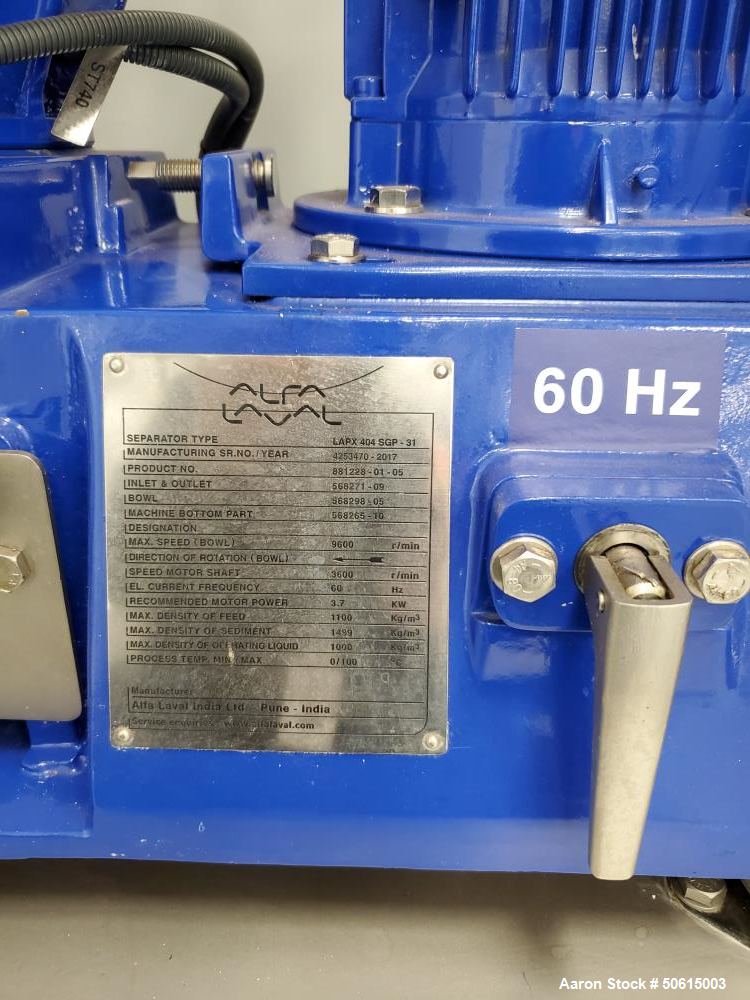 ST740
ALFA
LAVAL
60 Hz
SEPARATOR TYPE LAPX 404 SGP - 31
MANUFACTURING SR.NO. / YEAR 4253470 - 2017
PRODUCT NO. 881228 - 01 - 05
INLET & OUTLET 568271 - 09
BOWL 568298 - 05
MACHINE BOTTOM PART 568265 - 10
DESIGNATION
MAX. SPEED (BOWL) 9600 r/min
DIRECTION OF ROTATION (BOWL)
SPEED MOTOR SHAFT 3600 r/min
EL. CURRENT FREQUENCY 60 Hz
RECOMMENDED MOTOR POWER 3.7 KW
MAX. DENSITY OF FEED 1100 Kg/m³
MAX. DENSITY OF SEDIMENT 1499 Kg/m³
MAX. DENSITY OF OPERATING LIQUID 1000 Kg/m³
PROCESS TEMP. MIN / MAX 0/100 °C
Manufacturer
Alfa Laval India Ltd Pune - India
Service enquiries www.alfalaval.com
Aaron Stock # 50615003